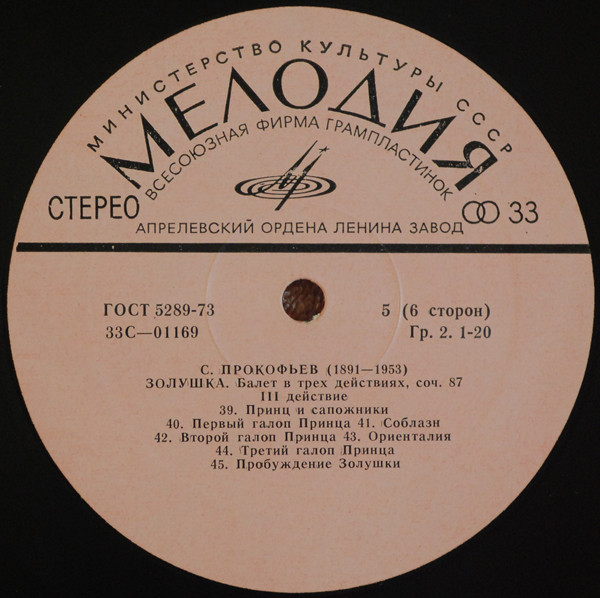 МИНИСТЕРСТВО КУЛЬТУРЫ СССР
МЕЛОДИЯ
ВСЕСОЮЗНАЯ ФИРМА ГРАМПЛАСТИНОК
СТЕРЕО
33
АПРЕЛЕВСКИЙ ОРДЕНА ЛЕНИНА ЗАВОД
ГОСТ 5289-73
5 (6 сторон)
33С—01169
Гр. 2. 1-20
С. ПРОКОФЬЕВ (1891—1953)
ЗОЛУШКА. Балет в трех действиях, соч. 87
III действие
39. Принц и сапожники
40. Первый галоп Принца 41. Соблазн
42. Второй галоп Принца 43. Ориенталия
44. Третий галоп Принца
45. Пробуждение Золушки